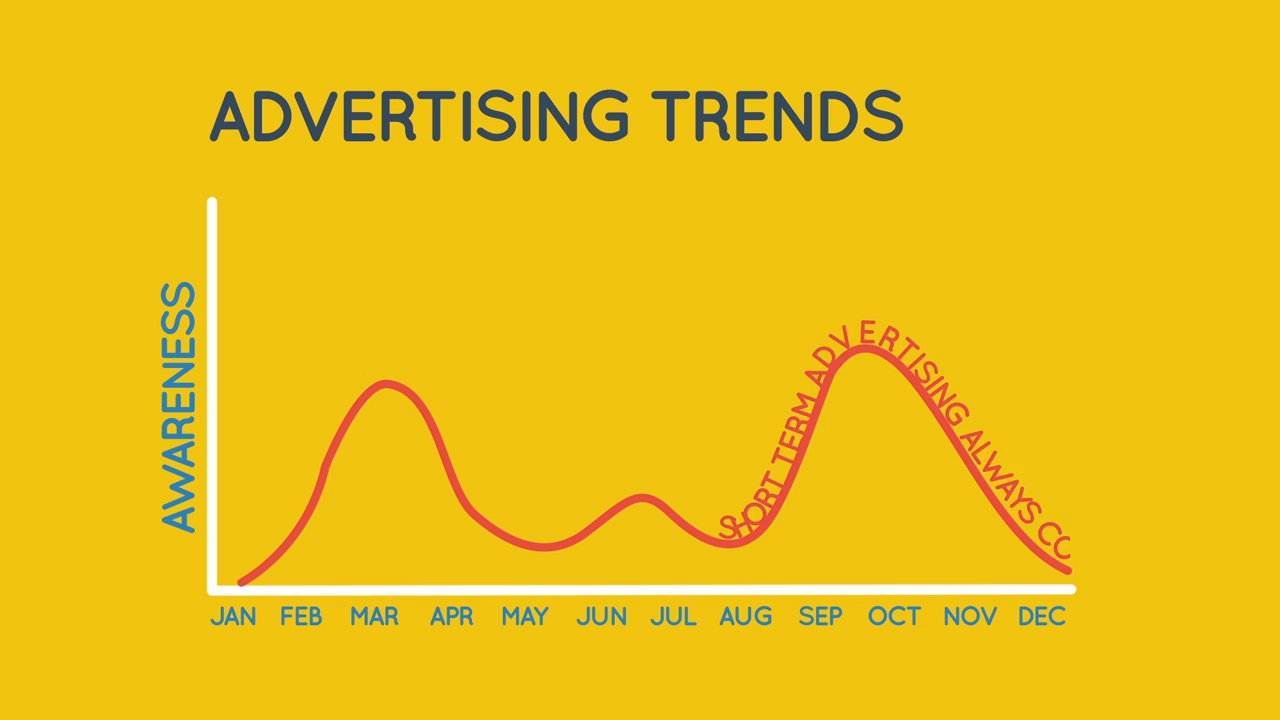 ADVERTISING TRENDS
AWARENESS
SHORT TERM ADVERTISING ALWAYS
JAN FEB MAR APR MAY JUN JUL AUG SEP OCT NOV DEC